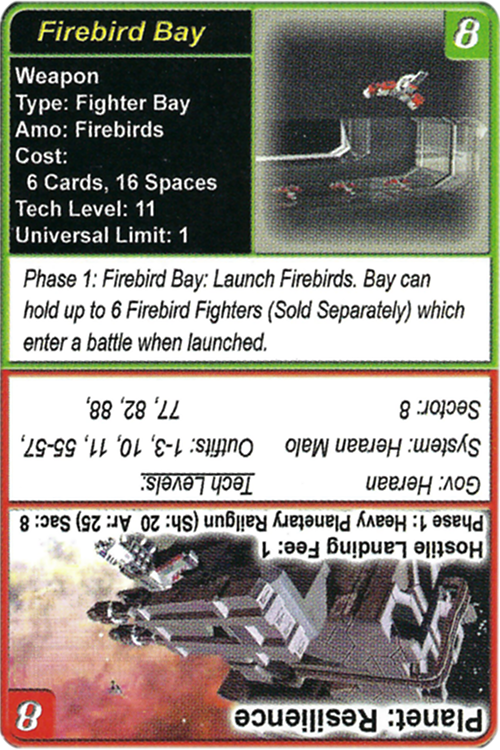 Firebird Bay 8
Weapon
Type: Fighter Bay
Amo: Firebirds
Cost:
6 Cards, 16 Spaces
Tech Level: 11
Universal Limit: 1
Phase 1: Firebird Bay: Launch Firebirds. Bay can
hold up to 6 Firebird Fighters (Sold Separately) which
enter a battle when launched.
Planet: Resilience 8
Hostile Landing Fee: 1
Phase 1: Heavy Planetary Railgun (Sh: 20 Ar: 25) Sac: 8
Gov: Heraan Tech Levels:
System: Heraan Malo Outfits: 1-3, 10, 11, 55-57,
Sector: 8 77, 82, 88,